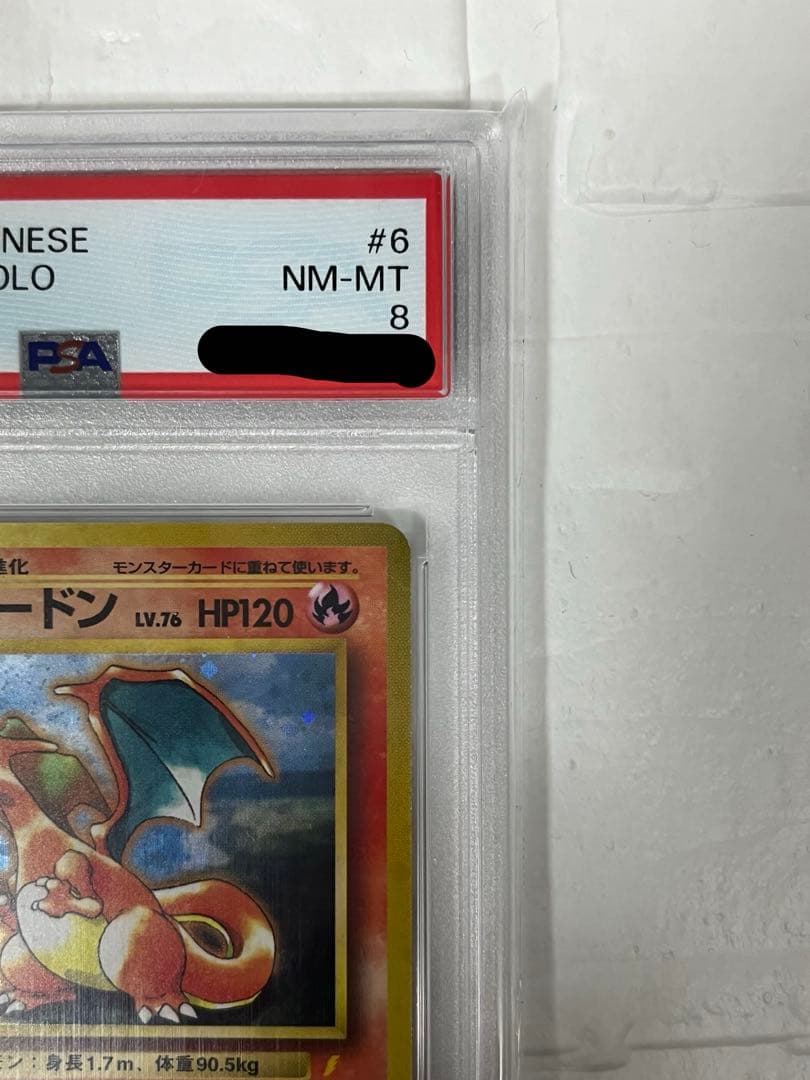 NESE #6
OLO NM-MT
8
PSA
進化 モンスターカードに重ねて使います。
ードン LV.76 HP120
モン：身長1.7m、体重90.5kg